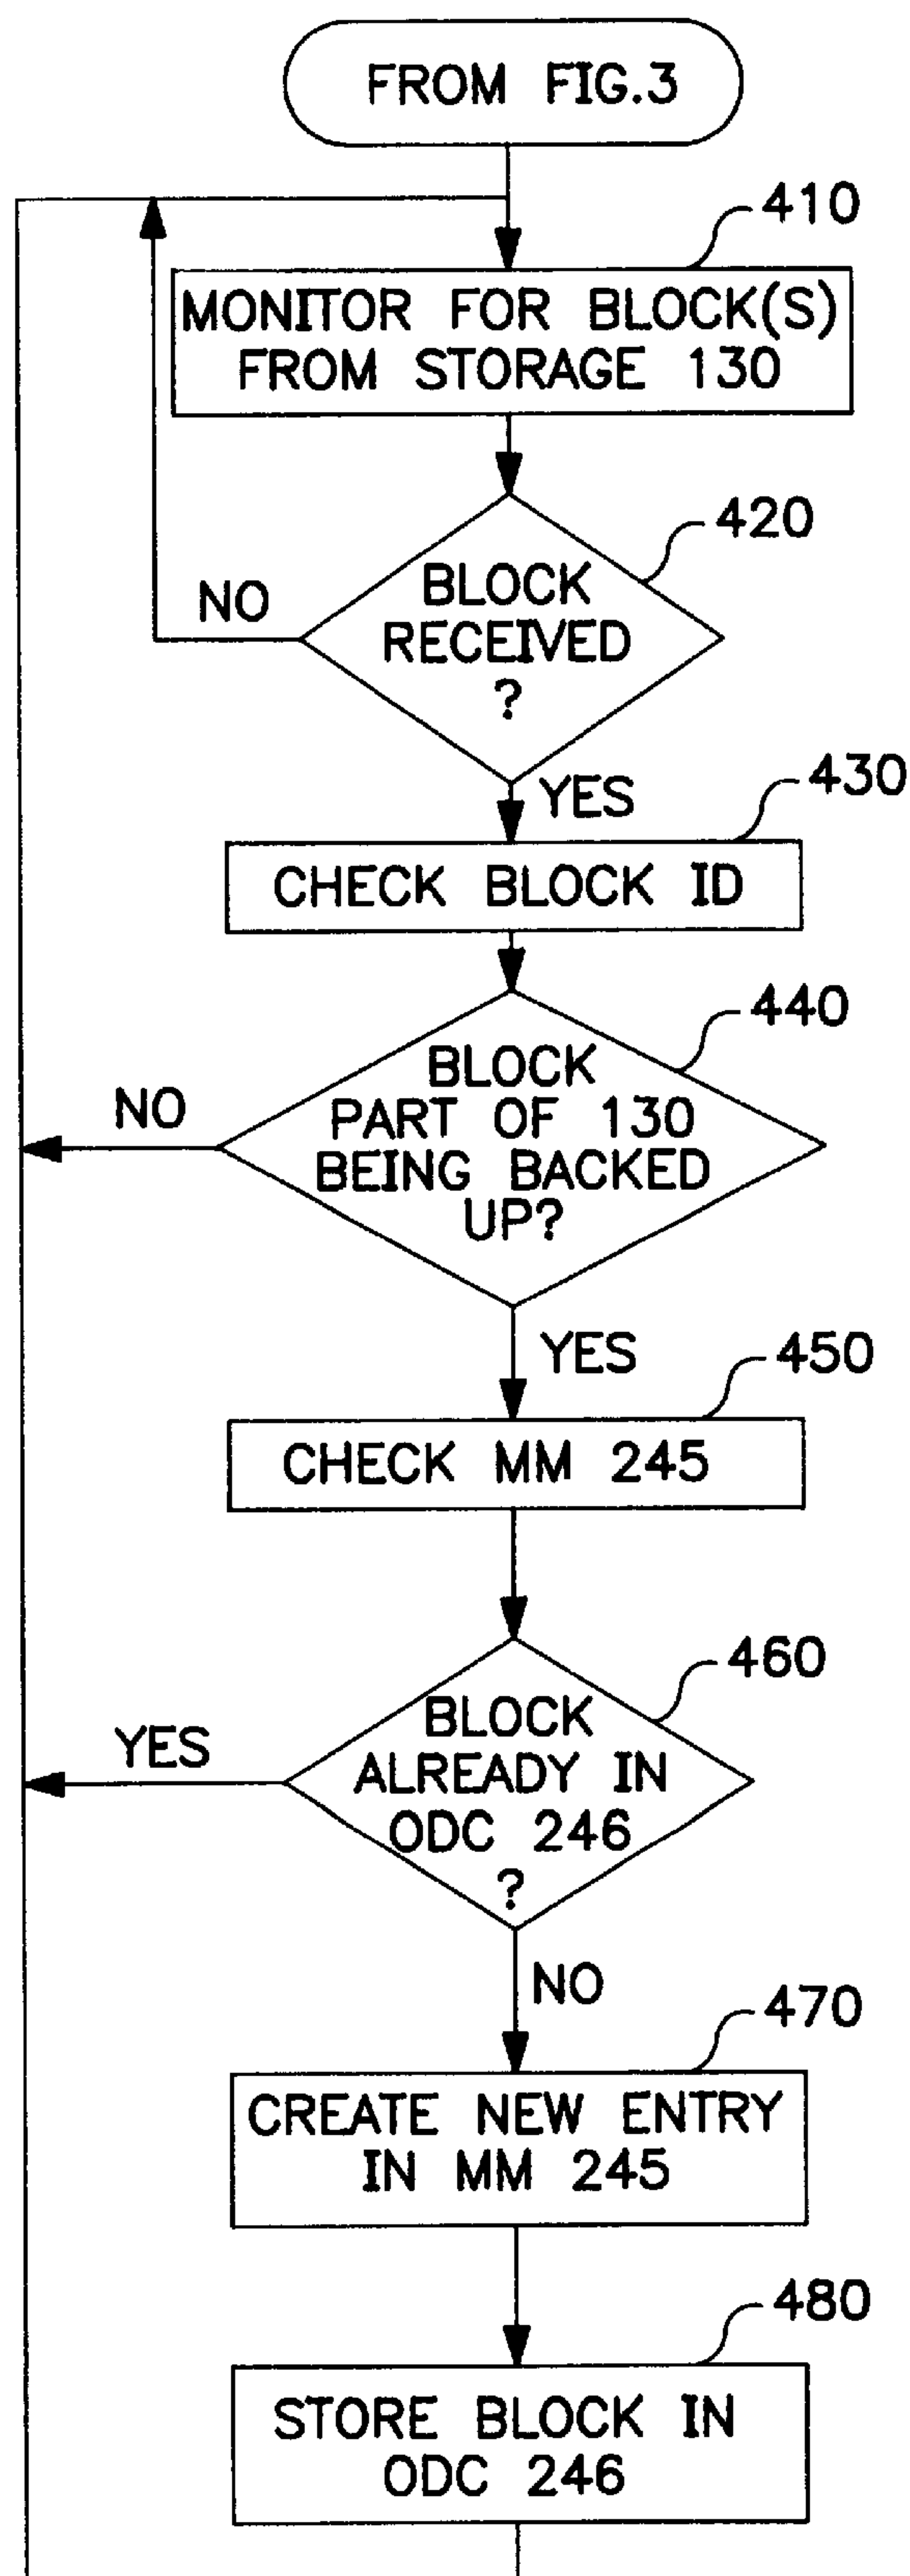 FROM FIG.3
410
MONITOR FOR BLOCK(S)
FROM STORAGE 130
420
BLOCK
RECEIVED
?
NO
YES
430
CHECK BLOCK ID
440
BLOCK
PART OF 130
BEING BACKED
UP?
NO
YES
450
CHECK MM 245
460
BLOCK
ALREADY IN
ODC 246
?
YES
NO
470
CREATE NEW ENTRY
IN MM 245
480
STORE BLOCK IN
ODC 246